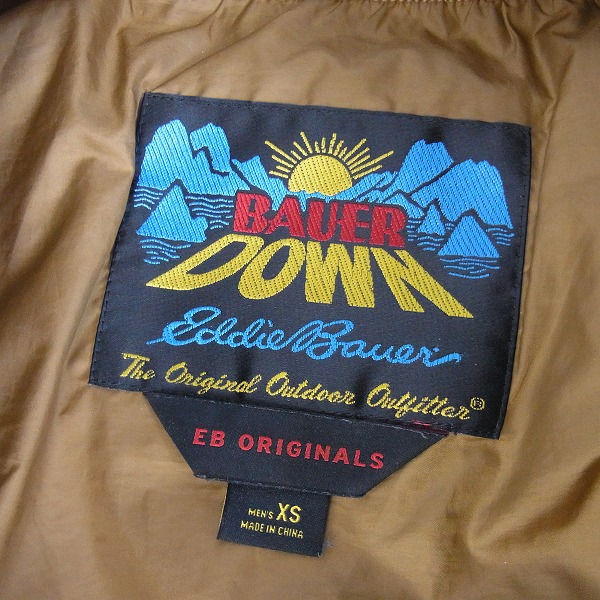 BAUER
DOWN
Eddie Bauer
The Original Outdoor Outfitter®
EB ORIGINALS
MEN'S XS
MADE IN CHINA